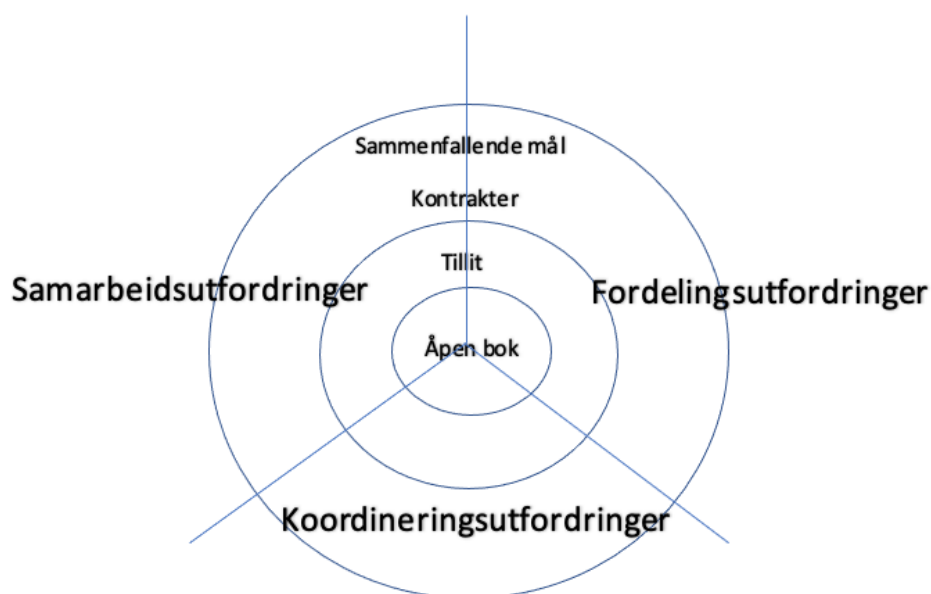 Sammenfallende mål
Kontrakter
Tillit
Samarbeidsutfordringer
Fordelingsutfordringer
Åpen bok
Koordineringsutfordringer